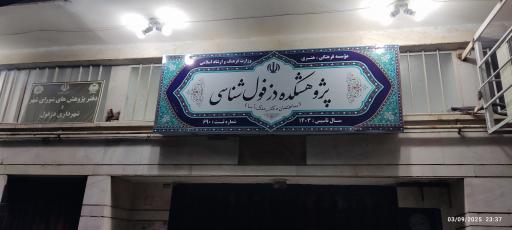 مؤسسه فرهنگی - هنری
وزارت فرهنگ و ارشاد اسلامی
پژوهشکده دزفول شناسی
سال تاسیس : ۱۴۰۳
شماره ثبت : ۶۹۰
دفتر پژوهش های شورای شهر
شهرداری دزفول
03/09/2025 23:37